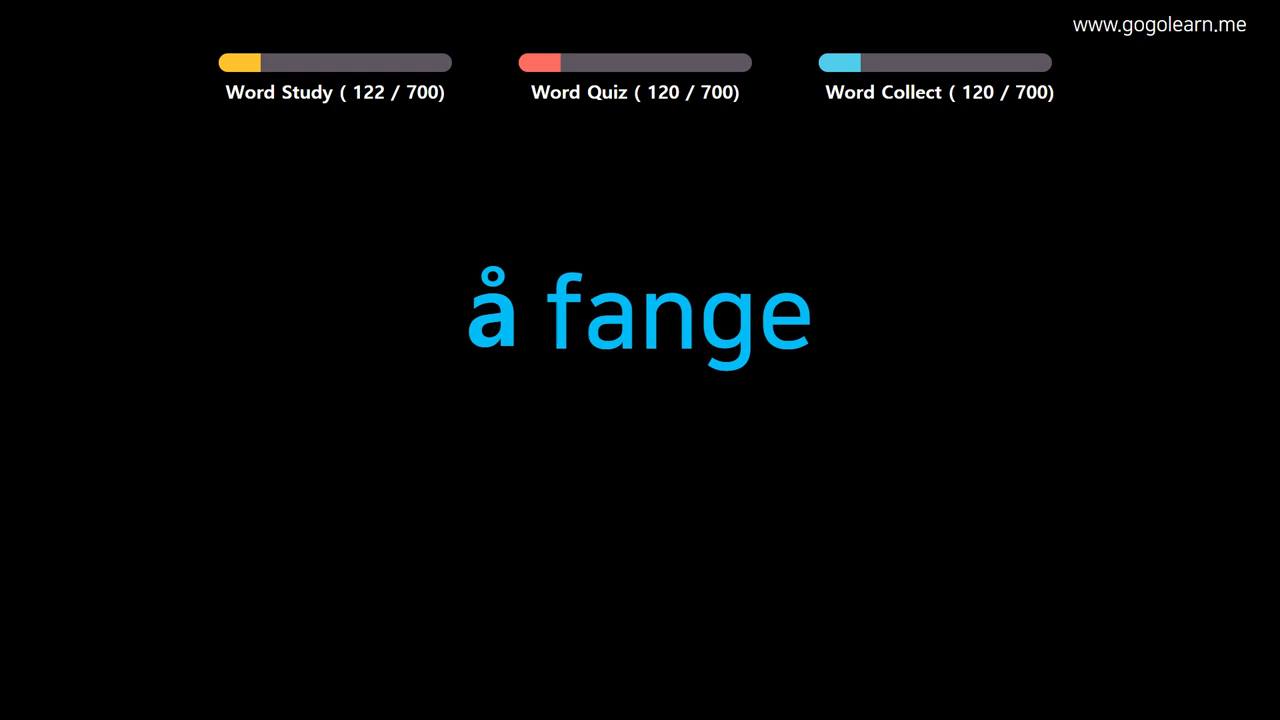 www.gogolearn.me
Word Study ( 122 / 700)
Word Quiz ( 120 / 700)
Word Collect ( 120 / 700)
å fange